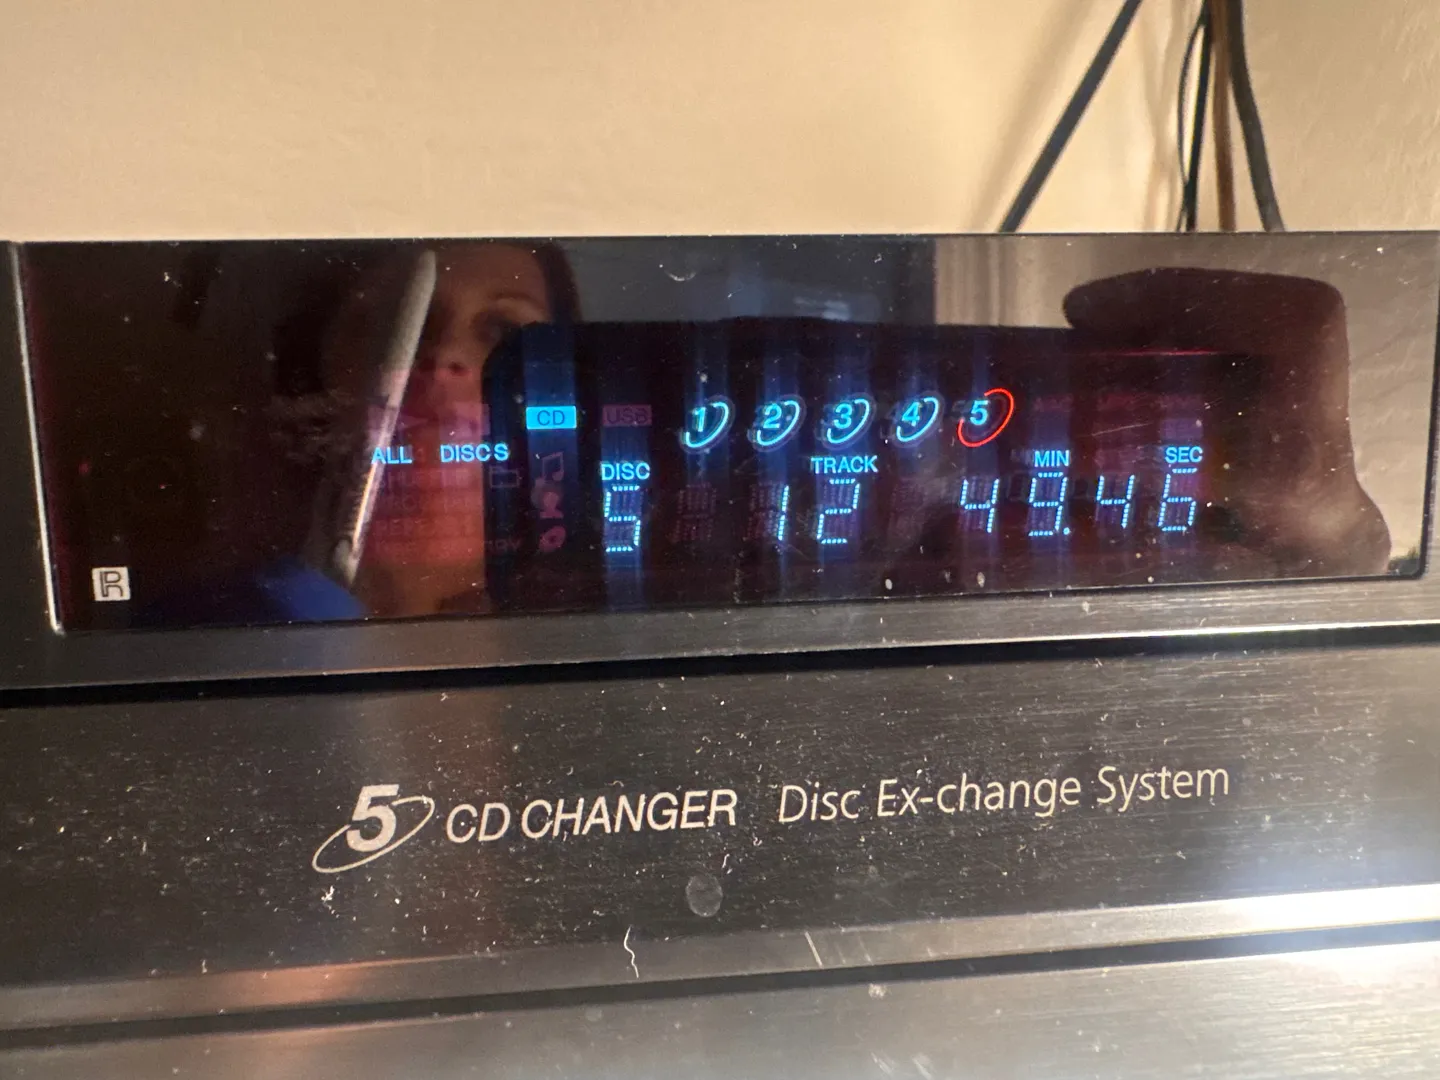 CD USB 1 2 3 4 5
ALL DISCS DISC TRACK MIN SEC
5 12 49.46
R
5 CD CHANGER Disc Ex-change System